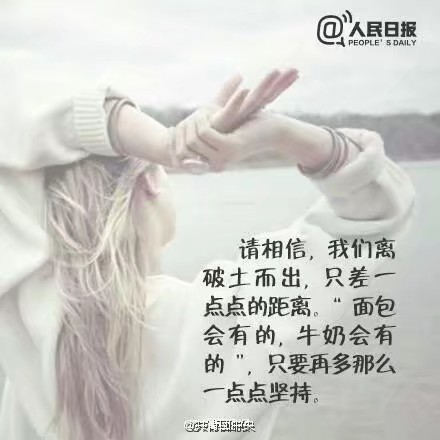 @人民日报
PEOPLE'S DAILY
请相信，我们离
破土而出，只差一
点点的距离。“面包
会有的，牛奶会有
的”，只要再多那么
一点点坚持。